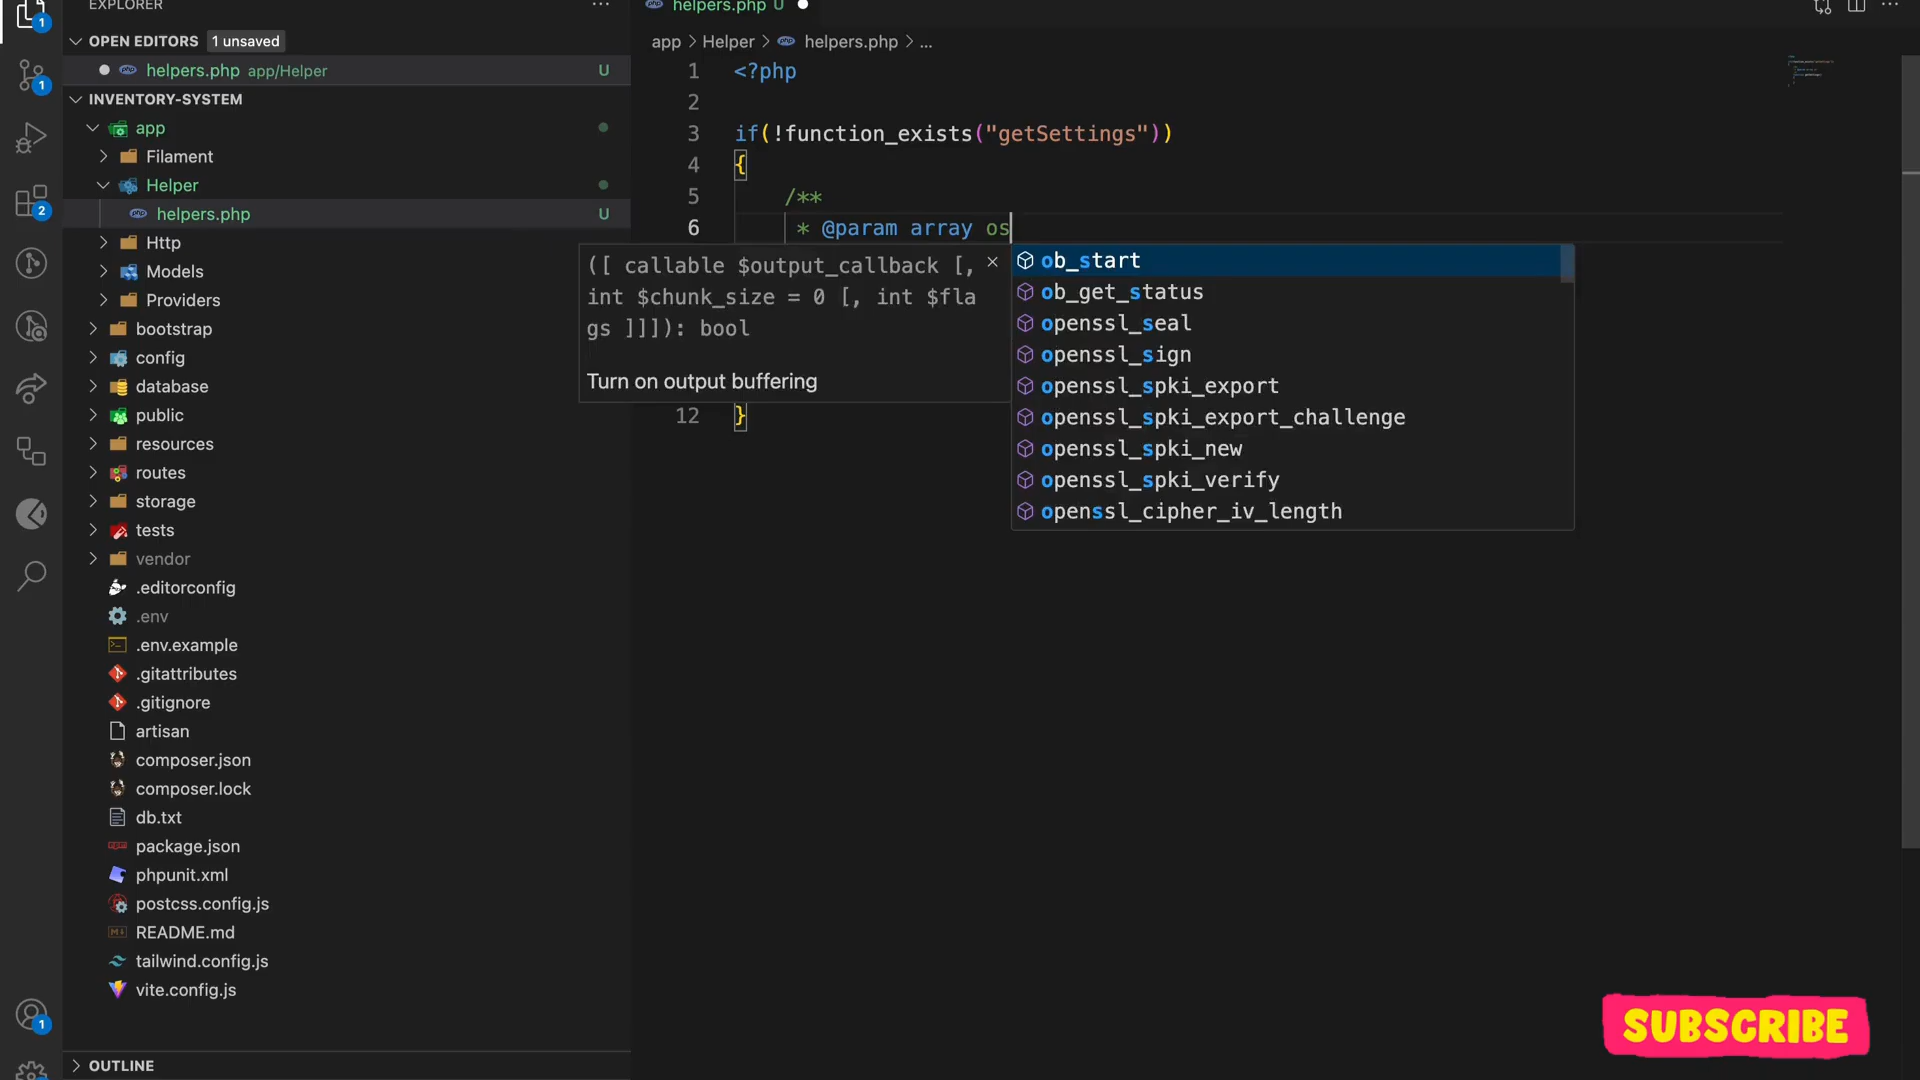 EXPLORER
OPEN EDITORS 1 unsaved
helpers.php app/Helper U
INVENTORY-SYSTEM
app
Filament
Helper
helpers.php U
Http
Models
Providers
bootstrap
config
database
public
resources
routes
storage
tests
vendor
.editorconfig
.env
.env.example
.gitattributes
.gitignore
artisan
composer.json
composer.lock
db.txt
package.json
phpunit.xml
postcss.config.js
README.md
tailwind.config.js
vite.config.js
OUTLINE
1
1
2
1
helpers.php U
app > Helper > helpers.php > ...
1 <?php
2
3 if(!function_exists("getSettings"))
4 {
5 /**
6 * @param array os
12 }
([ callable $output_callback [,
int $chunk_size = 0 [, int $fla
gs ]]]): bool
Turn on output buffering
ob_start
ob_get_status
openssl_seal
openssl_sign
openssl_spki_export
openssl_spki_export_challenge
openssl_spki_new
openssl_spki_verify
openssl_cipher_iv_length
SUBSCRIBE